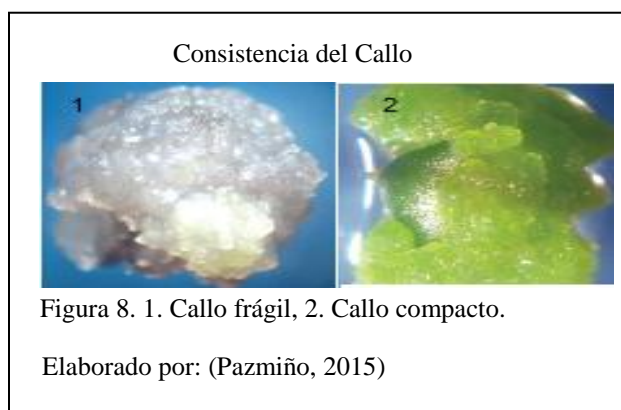 Consistencia del Callo
1 2
Figura 8. 1. Callo frágil, 2. Callo compacto.
Elaborado por: (Pazmiño, 2015)